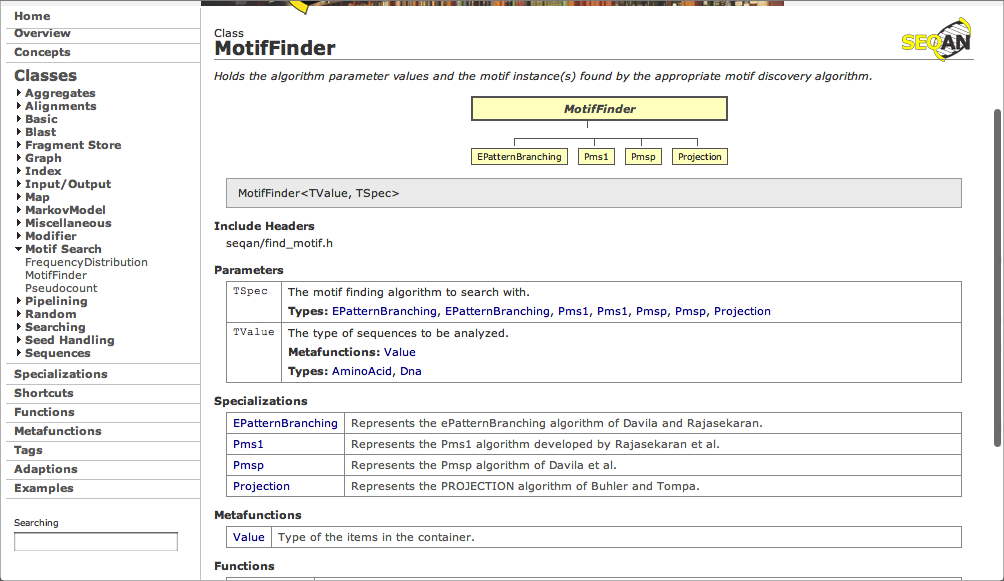 Home
Overview
Concepts
Classes
Aggregates
Alignments
Basic
Blast
Fragment Store
Graph
Index
Input/Output
Map
MarkovModel
Miscellaneous
Modifier
Motif Search
FrequencyDistribution
MotifFinder
Pseudocount
Pipelining
Random
Searching
Seed Handling
Sequences
Specializations
Shortcuts
Functions
Metafunctions
Tags
Adaptions
Examples
Searching
Class
MotifFinder
SEQAN
Holds the algorithm parameter values and the motif instance(s) found by the appropriate motif discovery algorithm.
MotifFinder
EPatternBranching Pms1 Pmsp Projection
MotifFinder<TValue, TSpec>
Include Headers
seqan/find_motif.h
Parameters
TSpec The motif finding algorithm to search with.
Types: EPatternBranching, EPatternBranching, Pms1, Pms1, Pmsp, Pmsp, Projection
TValue The type of sequences to be analyzed.
Metafunctions: Value
Types: AminoAcid, Dna
Specializations
EPatternBranching Represents the ePatternBranching algorithm of Davila and Rajasekaran.
Pms1 Represents the Pms1 algorithm developed by Rajasekaran et al.
Pmsp Represents the Pmsp algorithm of Davila et al.
Projection Represents the PROJECTION algorithm of Buhler and Tompa.
Metafunctions
Value Type of the items in the container.
Functions